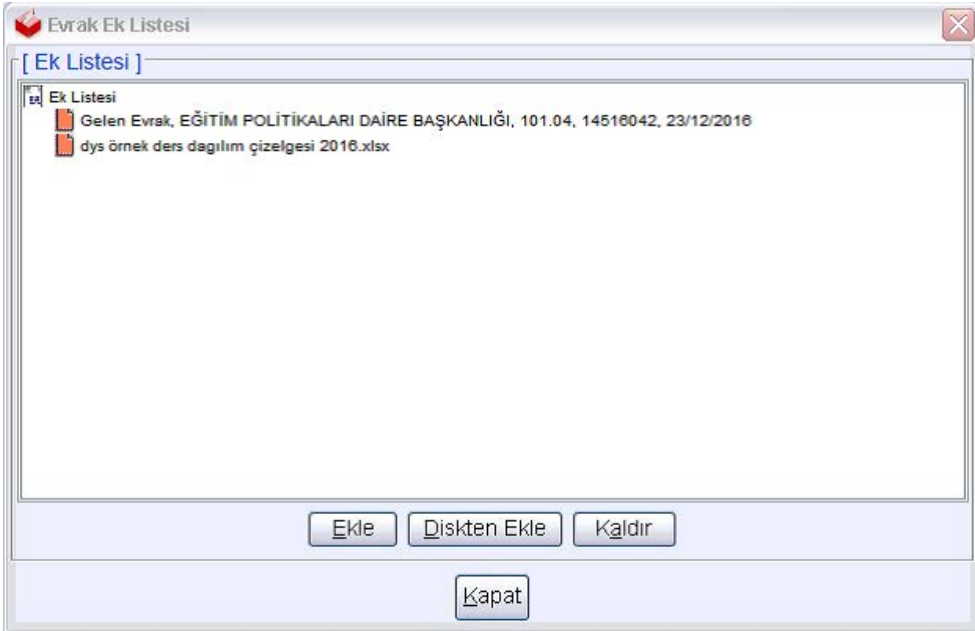 Evrak Ek Listesi
[ Ek Listesi ]
Ek Listesi
Gelen Evrak, EĞİTİM POLİTİKALARI DAİRE BAŞKANLIĞI, 101.04, 14516042, 23/12/2016
dys örnek ders dagılım çizelgesi 2016.xlsx
Ekle Diskten Ekle Kaldır
Kapat